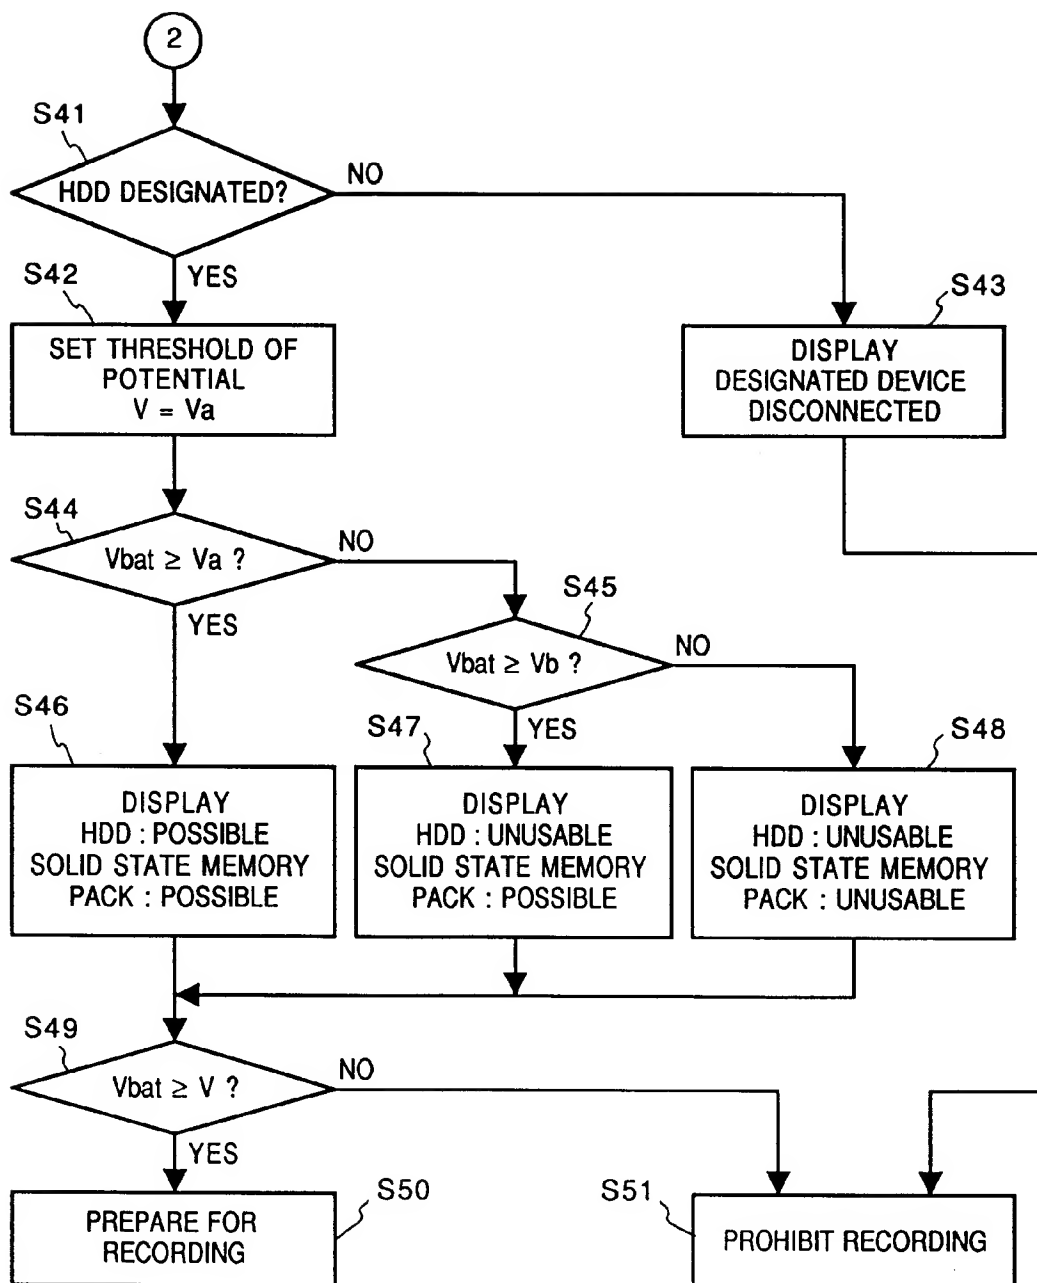 2
S41
HDD DESIGNATED?
NO
YES
S42
SET THRESHOLD OF
POTENTIAL
V = Va
S43
DISPLAY
DESIGNATED DEVICE
DISCONNECTED
S44
Vbat ≥ Va ?
NO
YES
S45
Vbat ≥ Vb ?
NO
YES
S46
DISPLAY
HDD : POSSIBLE
SOLID STATE MEMORY
PACK : POSSIBLE
S47
DISPLAY
HDD : UNUSABLE
SOLID STATE MEMORY
PACK : POSSIBLE
S48
DISPLAY
HDD : UNUSABLE
SOLID STATE MEMORY
PACK : UNUSABLE
S49
Vbat ≥ V ?
NO
YES
S50
PREPARE FOR
RECORDING
S51
PROHIBIT RECORDING